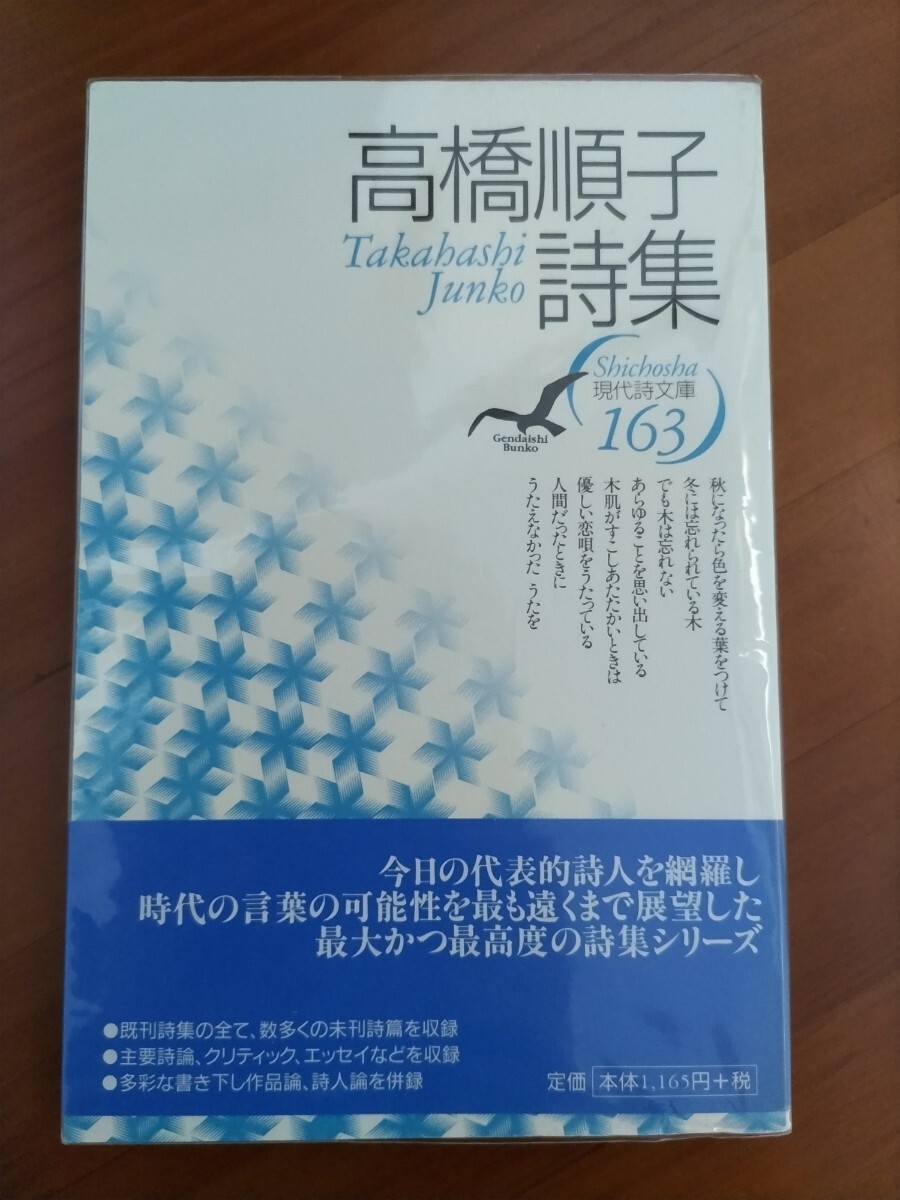 高橋順子
詩集
Takahashi
Junko
Shichosha
現代詩文庫
163
Gendaishi
Bunko
秋になったら色を変える葉をつけて
冬には忘れられている木
でも木は忘れない
あらゆることを思い出している
木肌がすこしあたたかいときは
優しい恋唄をうたっている
人間だったときに
うたえなかった うたを
今日の代表的詩人を網羅し
時代の言葉の可能性を最も遠くまで展望した
最大かつ最高度の詩集シリーズ
●既刊詩集の全て、数多くの未刊詩篇を収録
●主要詩論、クリティック、エッセイなどを収録
●多彩な書き下し作品論、詩人論を併録
定価 本体1,165円+税